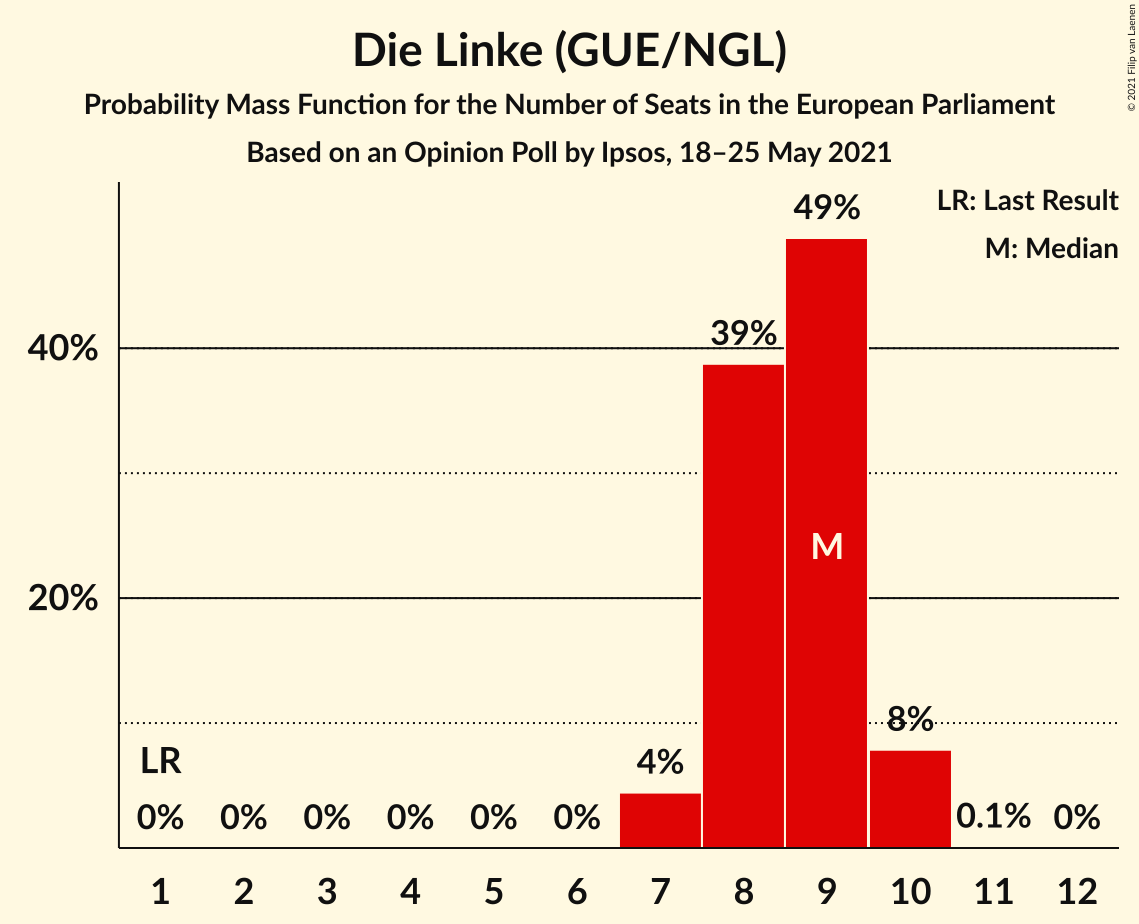 Die Linke (GUE/NGL)
Probability Mass Function for the Number of Seats in the European Parliament
Based on an Opinion Poll by Ipsos, 18–25 May 2021
© 2021 Filip van Laenen
LR: Last Result
M: Median
49%
39%
40%
M
20%
8%
LR
4%
0% 0% 0% 0% 0% 0% 0.1% 0%
1 2 3 4 5 6 7 8 9 10 11 12